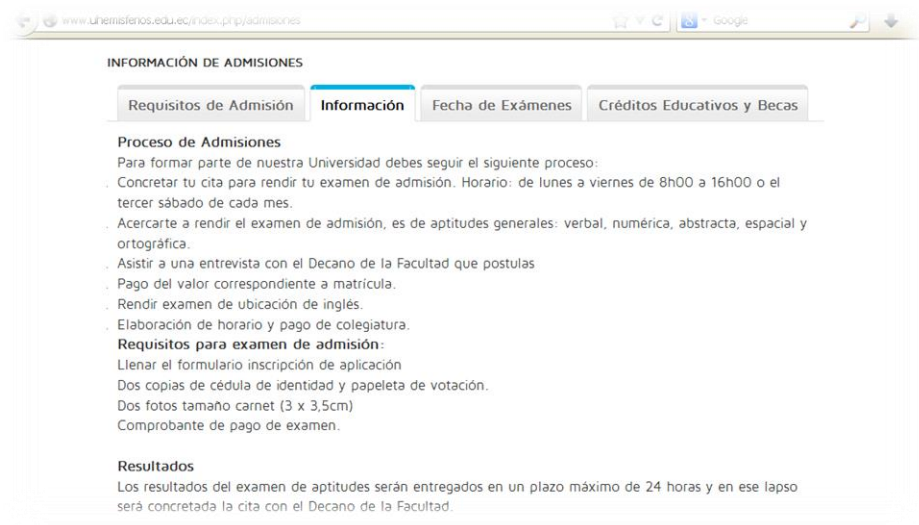 www.uhemisferios.edu.ec/index.php/admisiones
Google
INFORMACIÓN DE ADMISIONES
Requisitos de Admisión
Información
Fecha de Exámenes
Créditos Educativos y Becas
Proceso de Admisiones
Para formar parte de nuestra Universidad debes seguir el siguiente proceso:
. Concretar tu cita para rendir tu examen de admisión. Horario: de lunes a viernes de 8h00 a 16h00 o el
tercer sábado de cada mes.
. Acercarte a rendir el examen de admisión, es de aptitudes generales: verbal, numérica, abstracta, espacial y
ortográfica.
. Asistir a una entrevista con el Decano de la Facultad que postulas
. Pago del valor correspondiente a matrícula.
. Rendir examen de ubicación de inglés.
. Elaboración de horario y pago de colegiatura.
Requisitos para examen de admisión:
Llenar el formulario inscripción de aplicación
Dos copias de cédula de identidad y papeleta de votación.
Dos fotos tamaño carnet (3 x 3,5cm)
Comprobante de pago de examen.
Resultados
Los resultados del examen de aptitudes serán entregados en un plazo máximo de 24 horas y en ese lapso
será concretada la cita con el Decano de la Facultad.